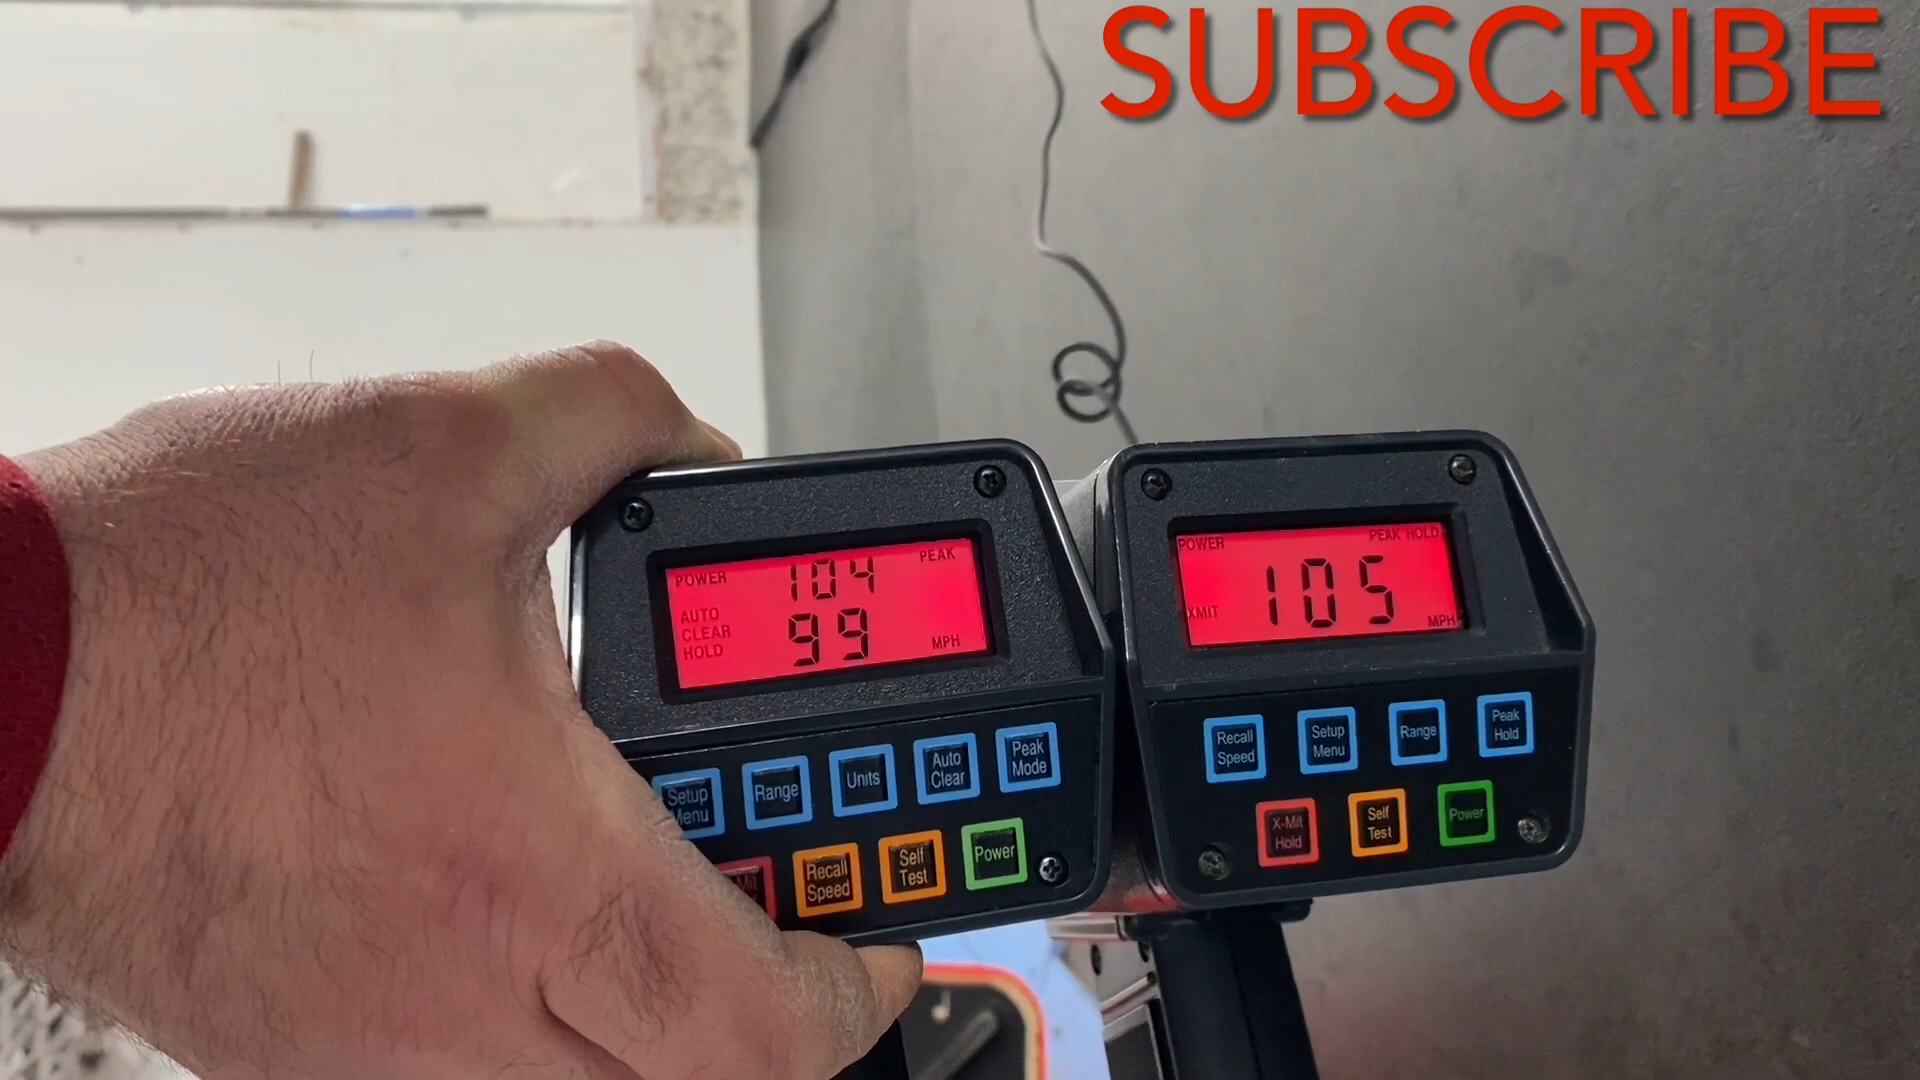 SUBSCRIBE
POWER 104 PEAK
AUTO
CLEAR
HOLD
99 MPH
Setup
Menu
Range
Units
Auto
Clear
Peak
Mode
Recall
Speed
Self
Test
Power
POWER PEAK HOLD
105
XMIT MPH
Recall
Speed
Setup
Menu
Range
Peak
Hold
X-Mit
Hold
Self
Test
Power